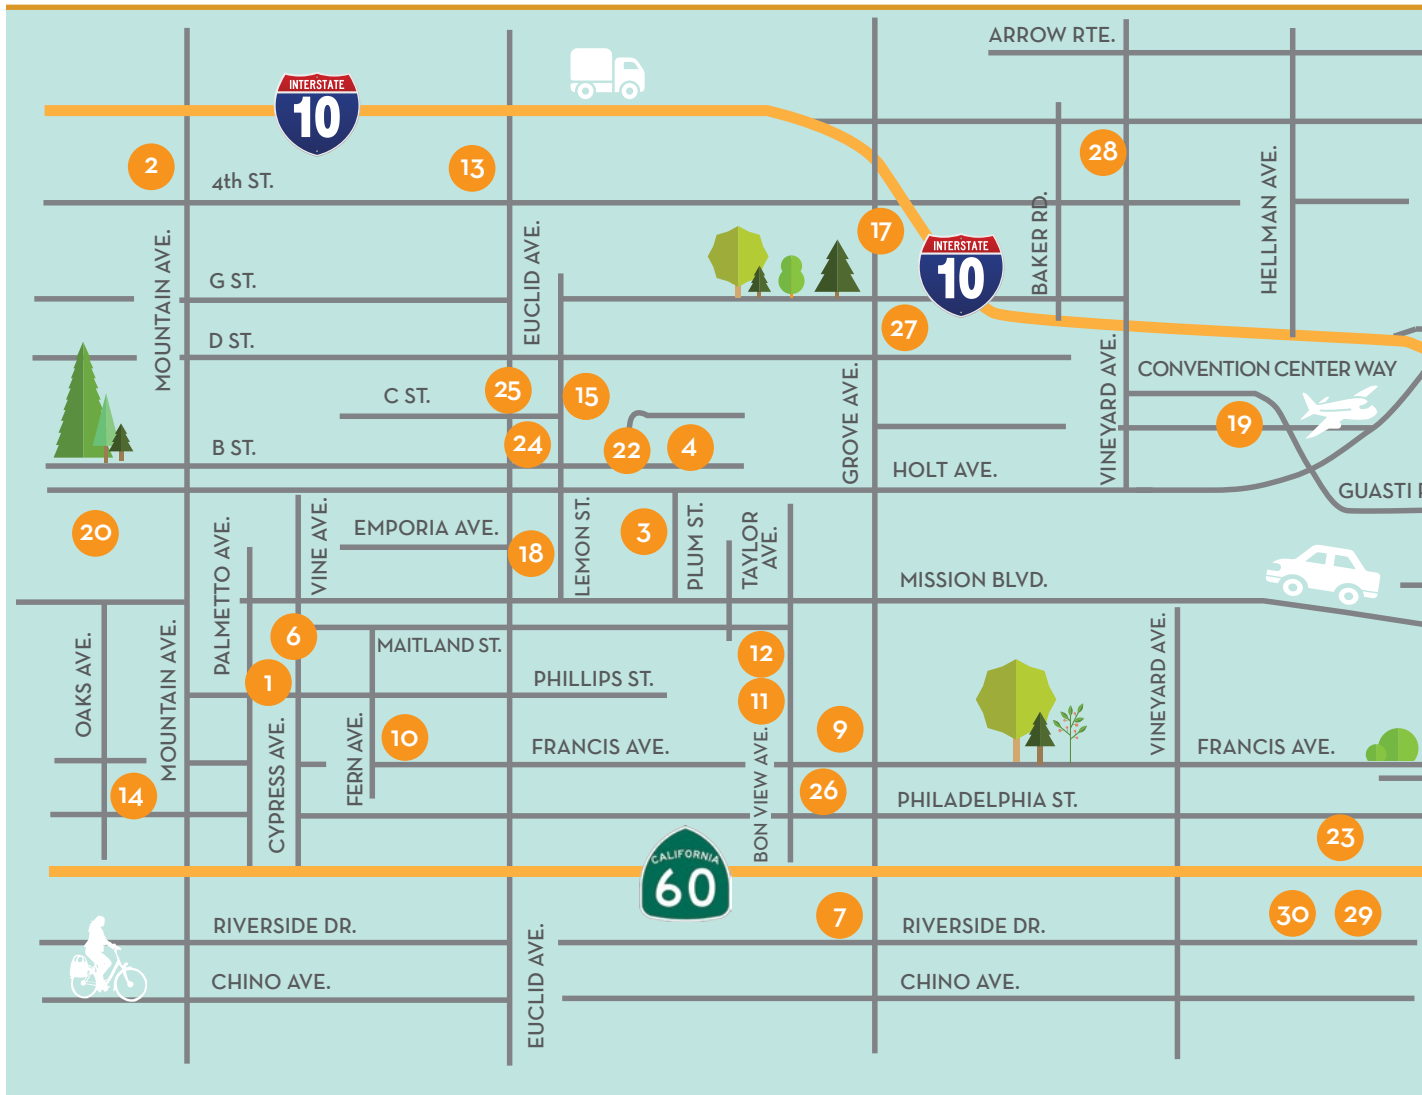 ARROW RTE.
INTERSTATE
10
2
13
28
4th ST.
HELLMAN AVE.
BAKER RD.
17
MOUNTAIN AVE.
EUCLID AVE.
INTERSTATE
10
G ST.
27
D ST.
VINEYARD AVE.
CONVENTION CENTER WAY
GROVE AVE.
C ST.
25
15
19
24
22
4
B ST.
HOLT AVE.
GUASTI
20
PALMETTO AVE.
VINE AVE.
EMPORIA AVE.
18
LEMON ST.
3
PLUM ST.
TAYLOR
AVE.
MISSION BLVD.
OAKS AVE.
MOUNTAIN AVE.
6
MAITLAND ST.
12
VINEYARD AVE.
1
PHILLIPS ST.
11
CYPRESS AVE.
FERN AVE.
10
FRANCIS AVE.
BON VIEW AVE.
9
FRANCIS AVE.
14
26
PHILADELPHIA ST.
23
CALIFORNIA
60
7
30
29
RIVERSIDE DR.
RIVERSIDE DR.
EUCLID AVE.
CHINO AVE.
CHINO AVE.